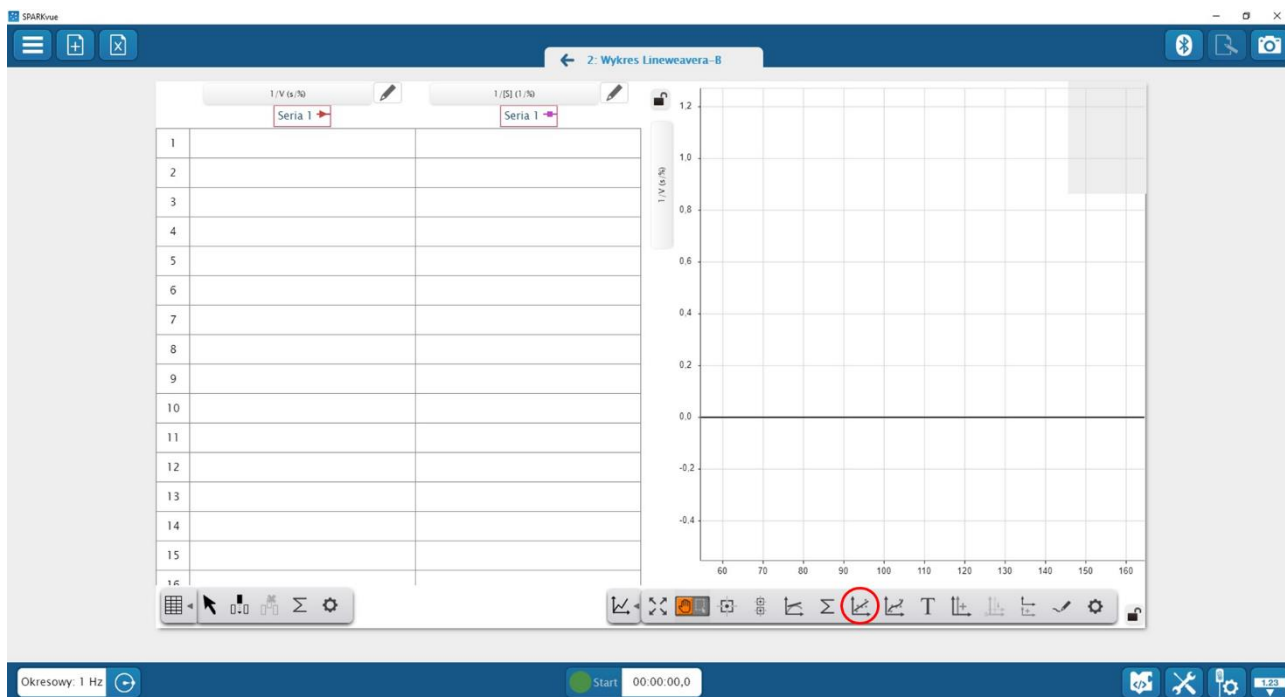 SPARKvue
2: Wykres Lineweavera-B
1/V (s/%)
1/[S] (1/%)
Seria 1
Seria 1
1
2
3
4
5
6
7
8
9
10
11
12
13
14
15
16
1/V (s/%)
1,2
1,0
0,8
0,6
0,4
0,2
0,0
-0,2
-0,4
60 70 80 90 100 110 120 130 140 150 160
Okresowy: 1 Hz
Start 00:00:00,0
1.23